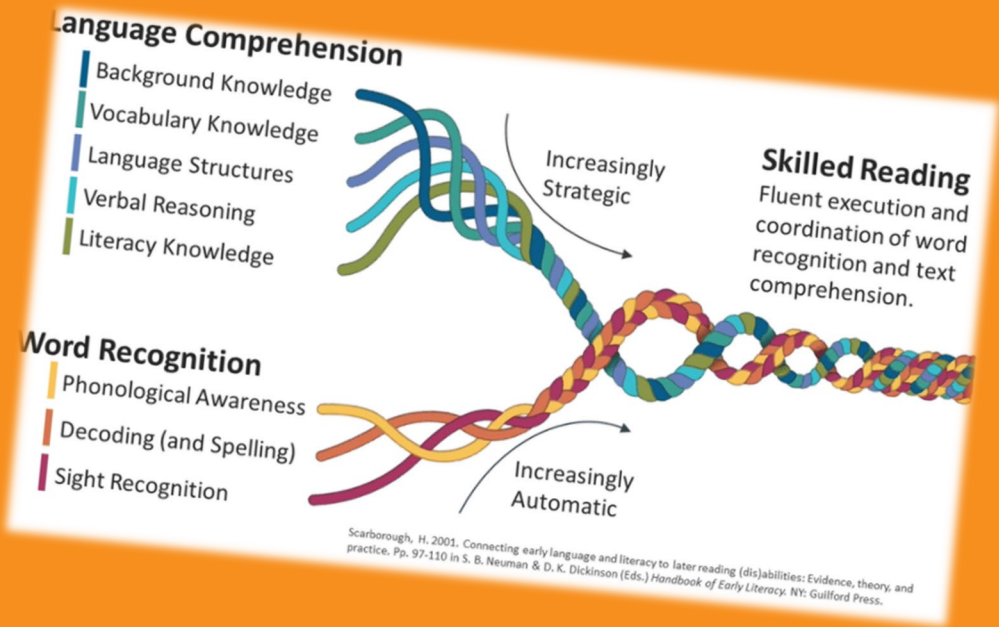 Language Comprehension
Background Knowledge
Vocabulary Knowledge
Language Structures
Verbal Reasoning
Literacy Knowledge
Increasingly
Strategic
Skilled Reading
Fluent execution and
coordination of word
recognition and text
comprehension.
Word Recognition
Phonological Awareness
Decoding (and Spelling)
Sight Recognition
Increasingly
Automatic
Scarborough, H. 2001. Connecting early language and literacy to later reading (dis)abilities: Evidence, theory, and
practice. Pp. 97-110 in S. B. Neuman & D. K. Dickinson (Eds.) Handbook of Early Literacy. NY: Guilford Press.